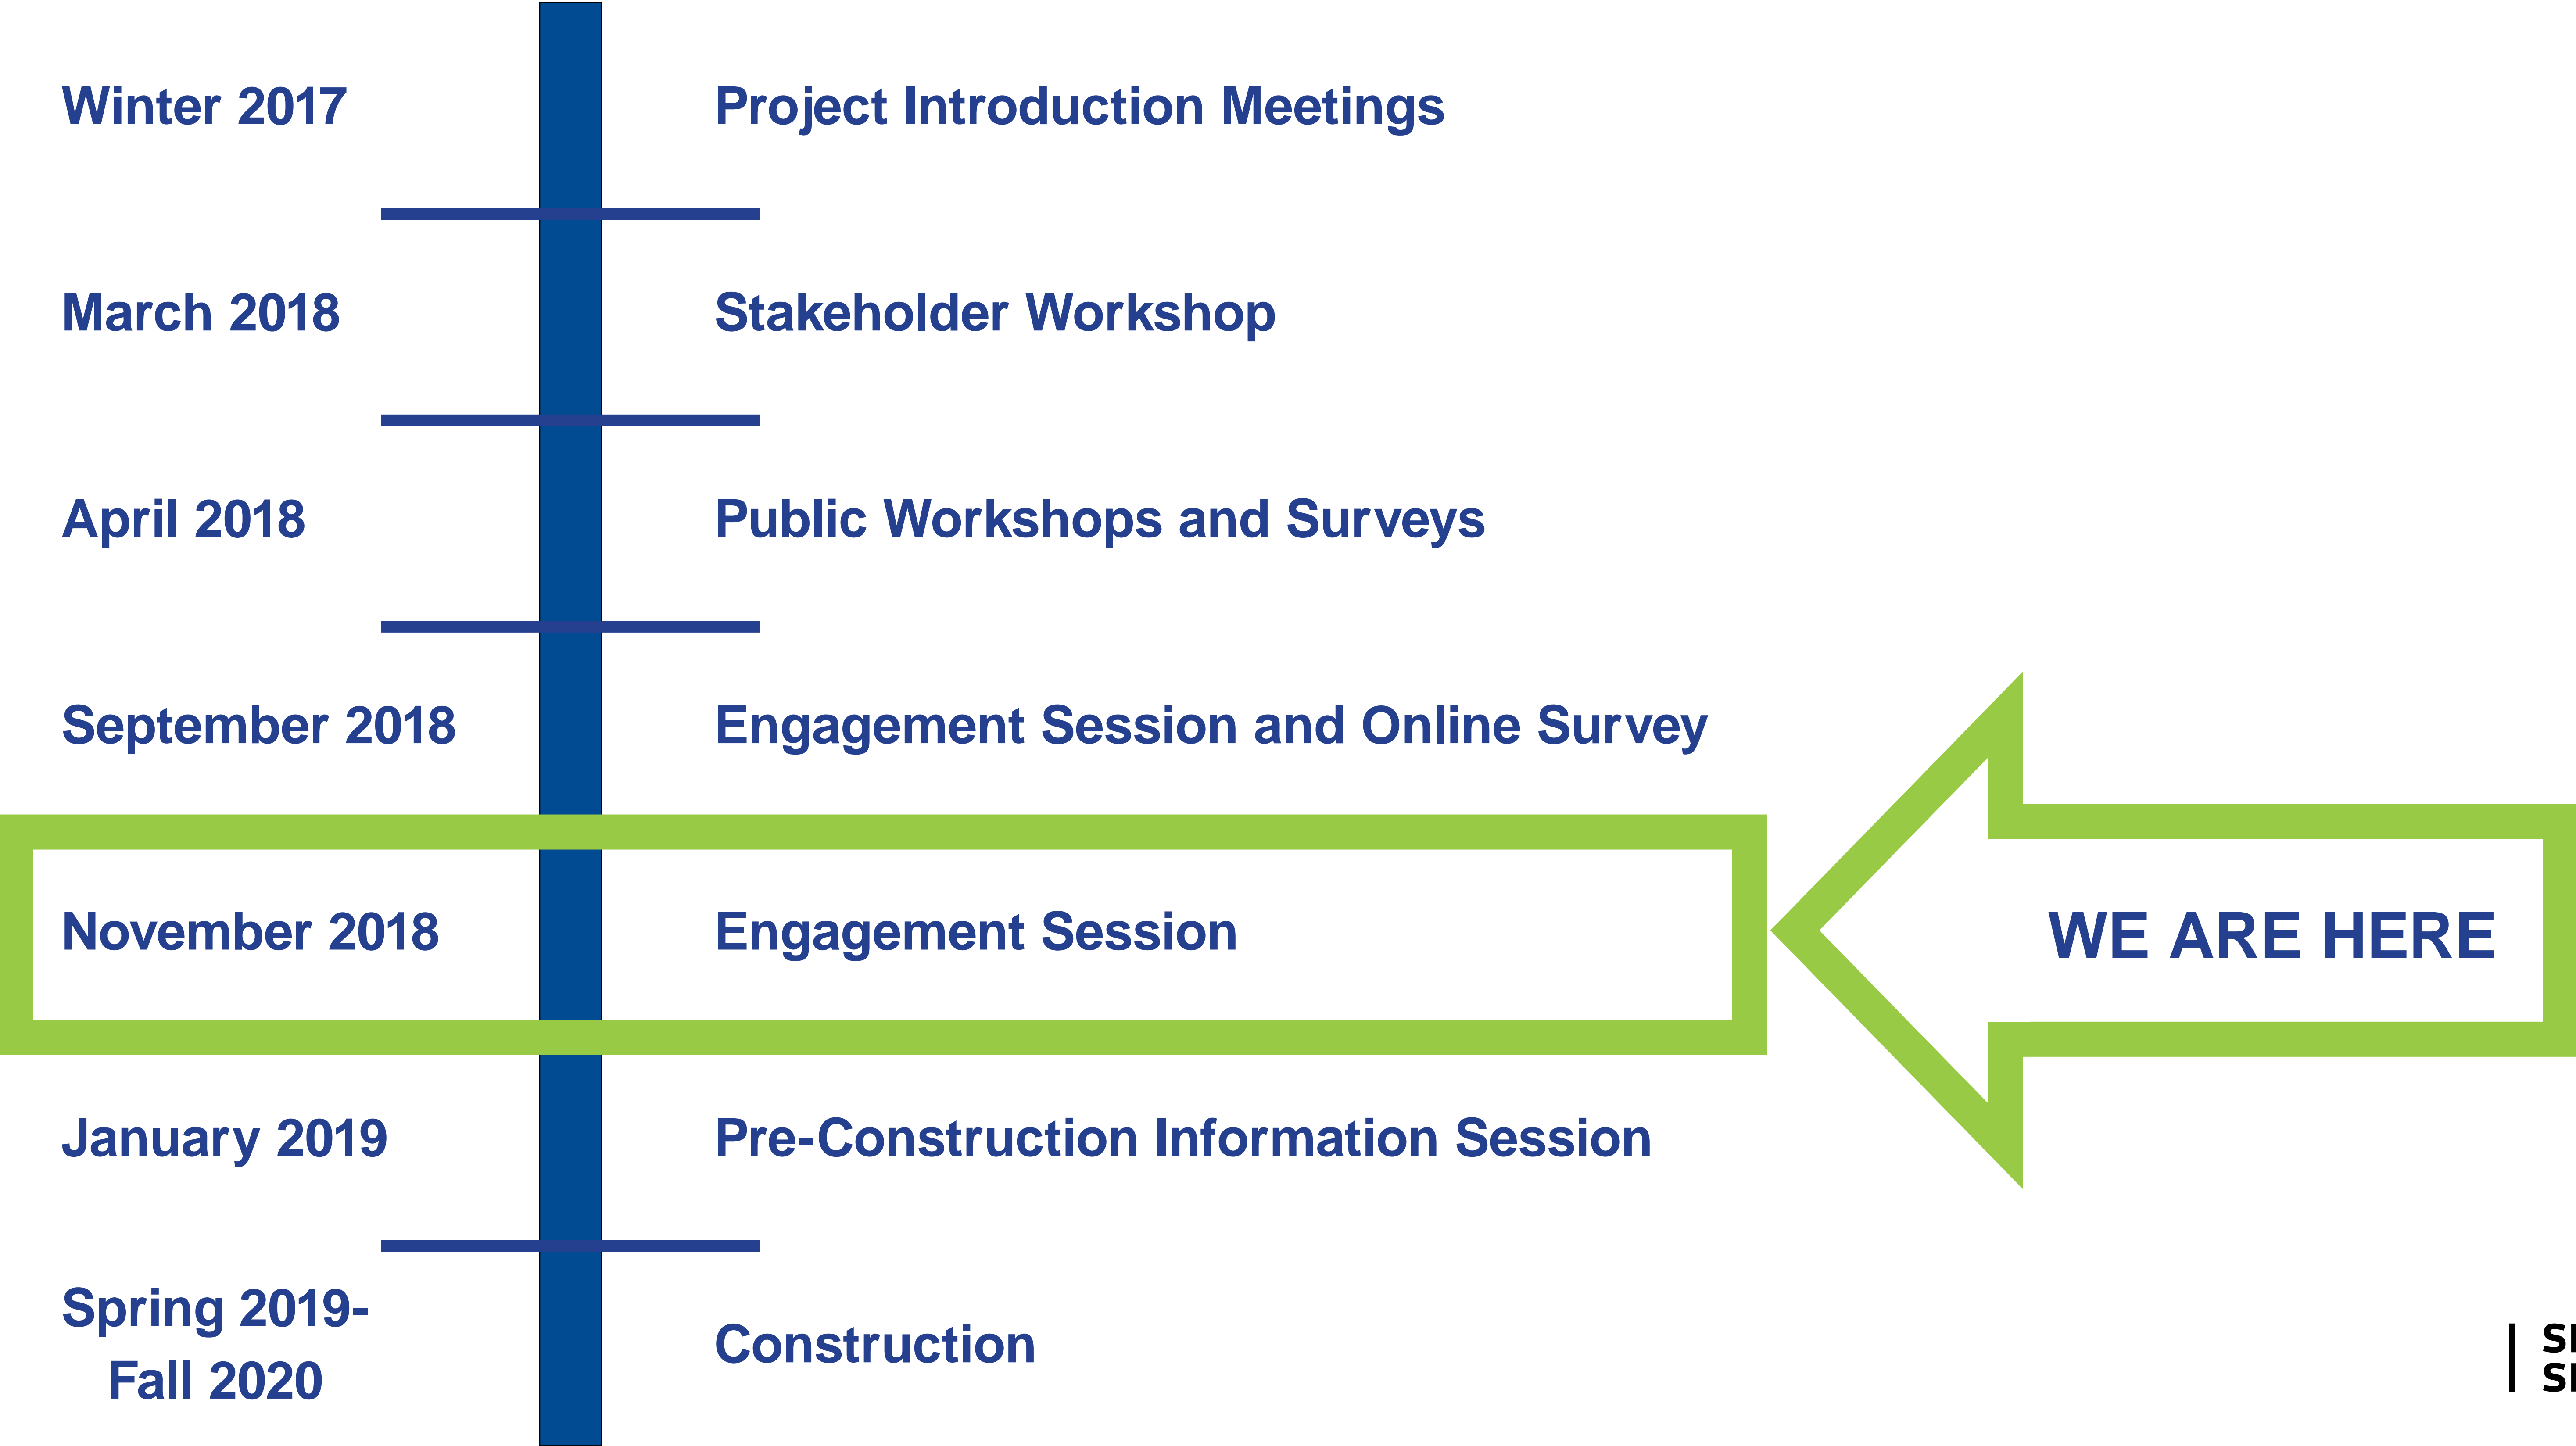 Winter 2017
Project Introduction Meetings
March 2018
Stakeholder Workshop
April 2018
Public Workshops and Surveys
September 2018
Engagement Session and Online Survey
November 2018
Engagement Session
WE ARE HERE
January 2019
Pre-Construction Information Session
Spring 2019-
Fall 2020
Construction